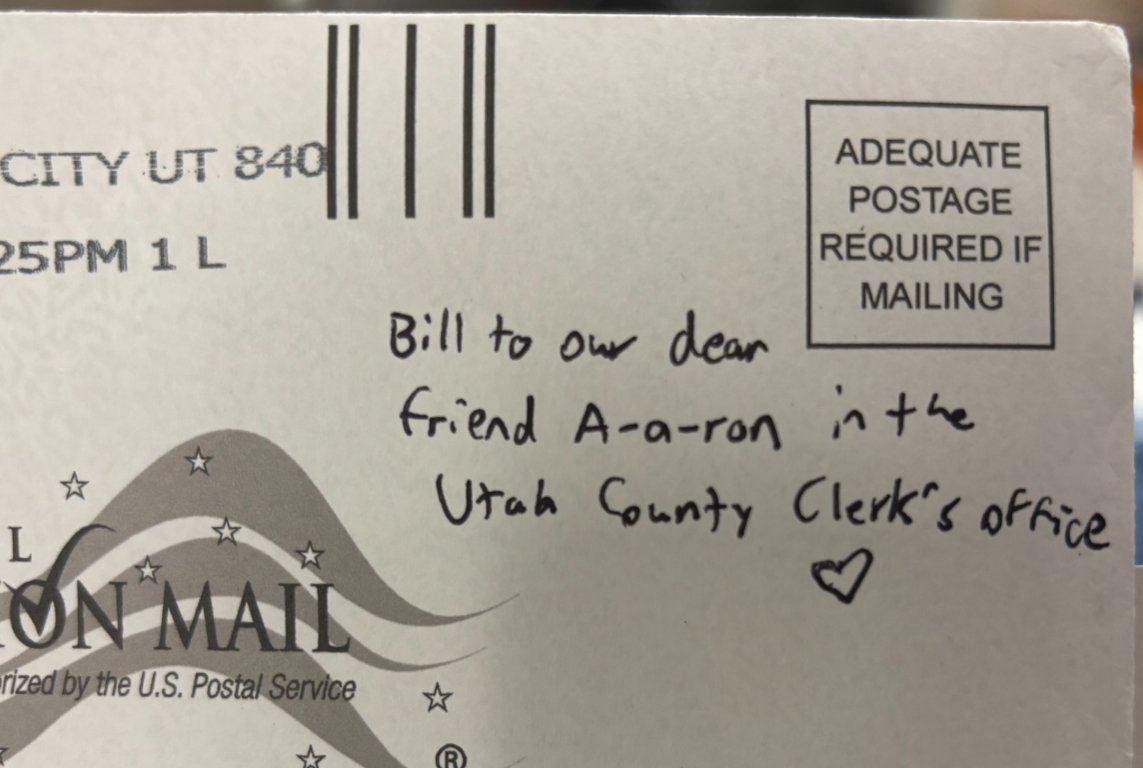 CITY UT 840
25PM 1 L
ADEQUATE
POSTAGE
REQUIRED IF
MAILING
Bill to our dear
friend A-a-ron in the
Utah County Clerk's office
L
ON MAIL
rized by the U.S. Postal Service
®